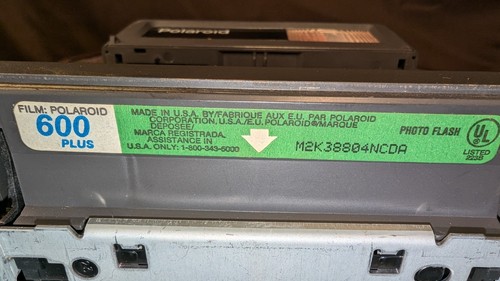 Polaroid
FILM: POLAROID
600
PLUS
MADE IN U.S.A. BY/FABRIQUE AUX E.U. PAR POLAROID
CORPORATION, U.S.A./E.U. POLAROID®/MARQUE
DEPOSEE/
MARCA REGISTRADA.
ASSISTANCE IN
U.S.A. ONLY: 1-800-343-5000
M2K38804NCDA
PHOTO FLASH
UL
LISTED
223B